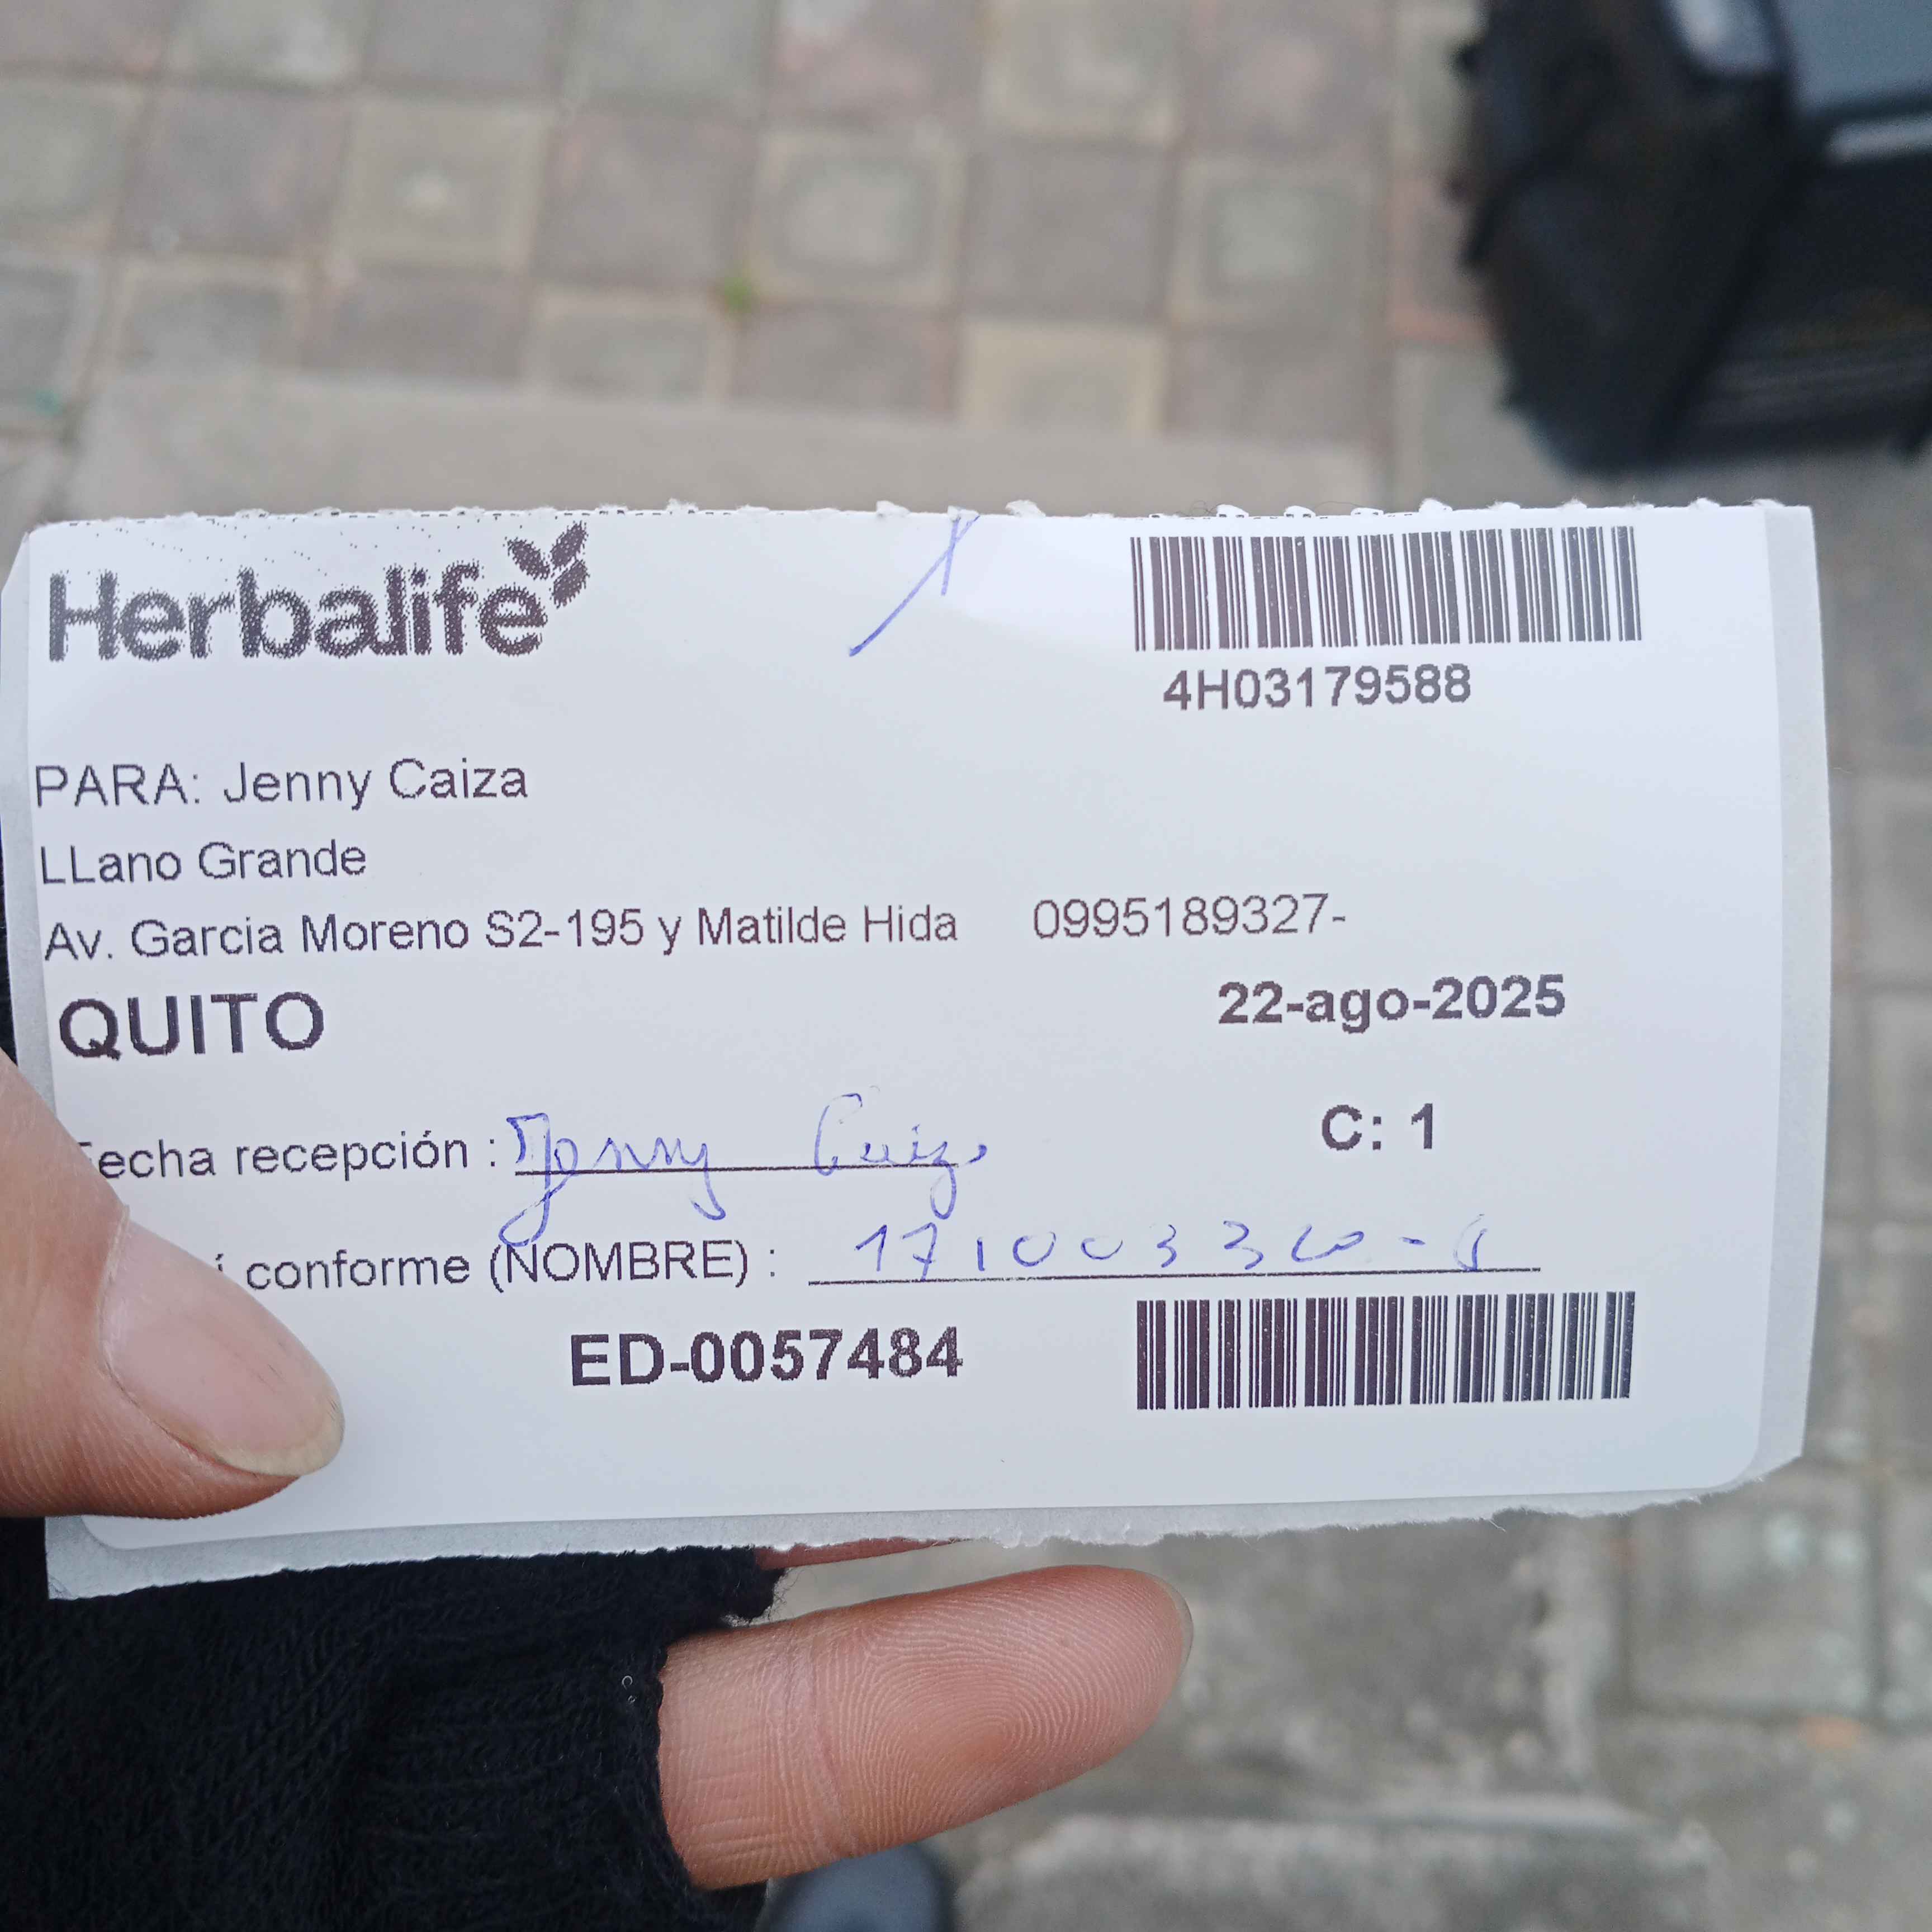 Herbalife
4H03179588
PARA: Jenny Caiza
LLano Grande
Av. Garcia Moreno S2-195 y Matilde Hida 0995189327-
QUITO
22-ago-2025
echa recepción : Jenny Caiza
C: 1
í conforme (NOMBRE) :
ED-0057484